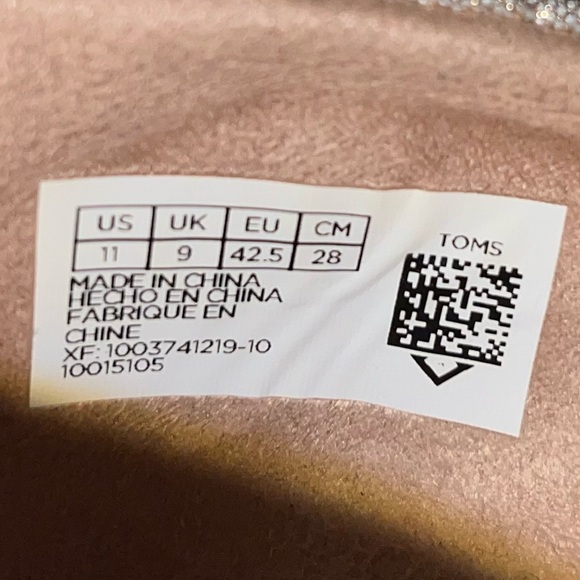 US UK EU CM
11 9 42.5 28
MADE IN CHINA
HECHO EN CHINA
FABRIQUE EN
CHINE
XF: 1003741219-10
10015105
TOMS